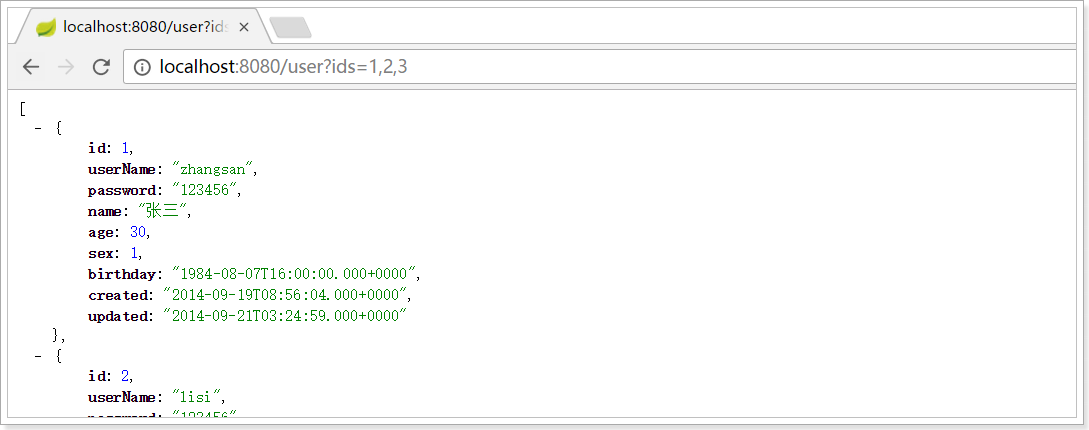 localhost:8080/user?ids
localhost:8080/user?ids=1,2,3
[
- {
id: 1,
userName: "zhangsan",
password: "123456",
name: "张三",
age: 30,
sex: 1,
birthday: "1984-08-07T16:00:00.000+0000",
created: "2014-09-19T08:56:04.000+0000",
updated: "2014-09-21T03:24:59.000+0000"
},
- {
id: 2,
userName: "lisi",
password: "123456"